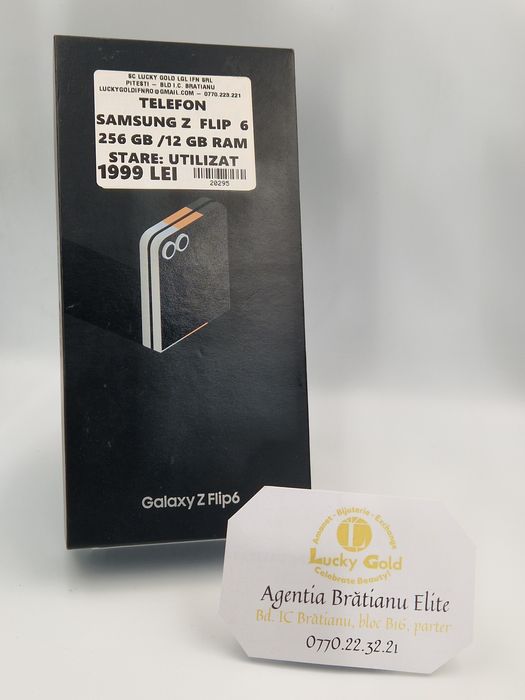 SC LUCKY GOLD LGL IFN SRL
PITESTI - BLD I.C. BRATIANU
LUCKYGOLDIFNRO@GMAIL.COM - 0770.223.221
TELEFON
SAMSUNG Z FLIP 6
256 GB /12 GB RAM
STARE: UTILIZAT
1999 LEI
20295
Galaxy Z Flip6
Amanet - Bijuterie - Exchange
L
Lucky Gold
Celebrate Beauty!
Agentia Brătianu Elite
Bd. IC Brătianu, bloc B16, parter
0770.22.32.21